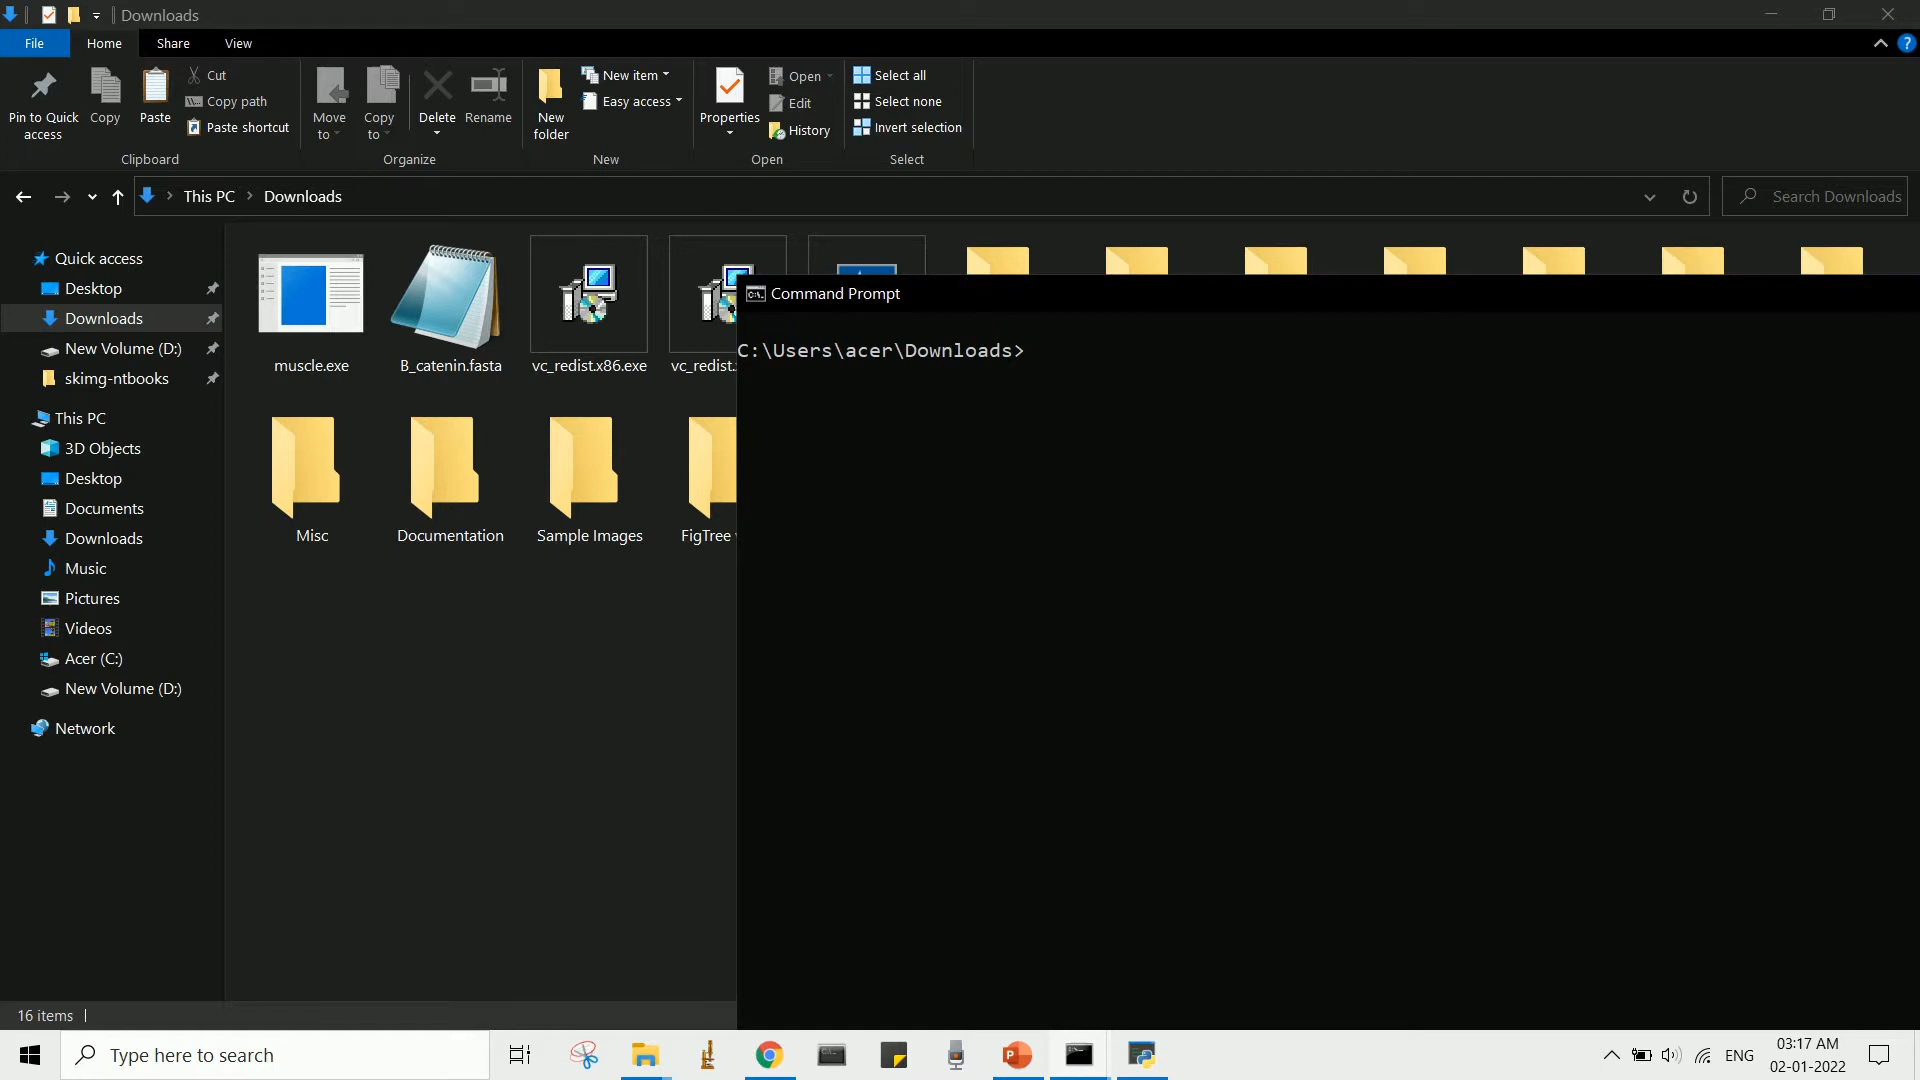 Downloads
File
Home
Share
View
Pin to Quick access
Copy
Paste
Cut
Copy path
Paste shortcut
Clipboard
Move to
Copy to
Delete
Rename
Organize
New folder
New item
Easy access
New
Properties
Open
Edit
History
Open
Select all
Select none
Invert selection
Select
This PC
Downloads
Search Downloads
Quick access
Desktop
Downloads
New Volume (D:)
skimg-ntbooks
This PC
3D Objects
Desktop
Documents
Downloads
Music
Pictures
Videos
Acer (C:)
New Volume (D:)
Network
muscle.exe
B_catenin.fasta
vc_redist.x86.exe
vc_redist.
Misc
Documentation
Sample Images
FigTree
Command Prompt
C:\Users\acer\Downloads>
16 items
Type here to search
ENG
03:17 AM
02-01-2022